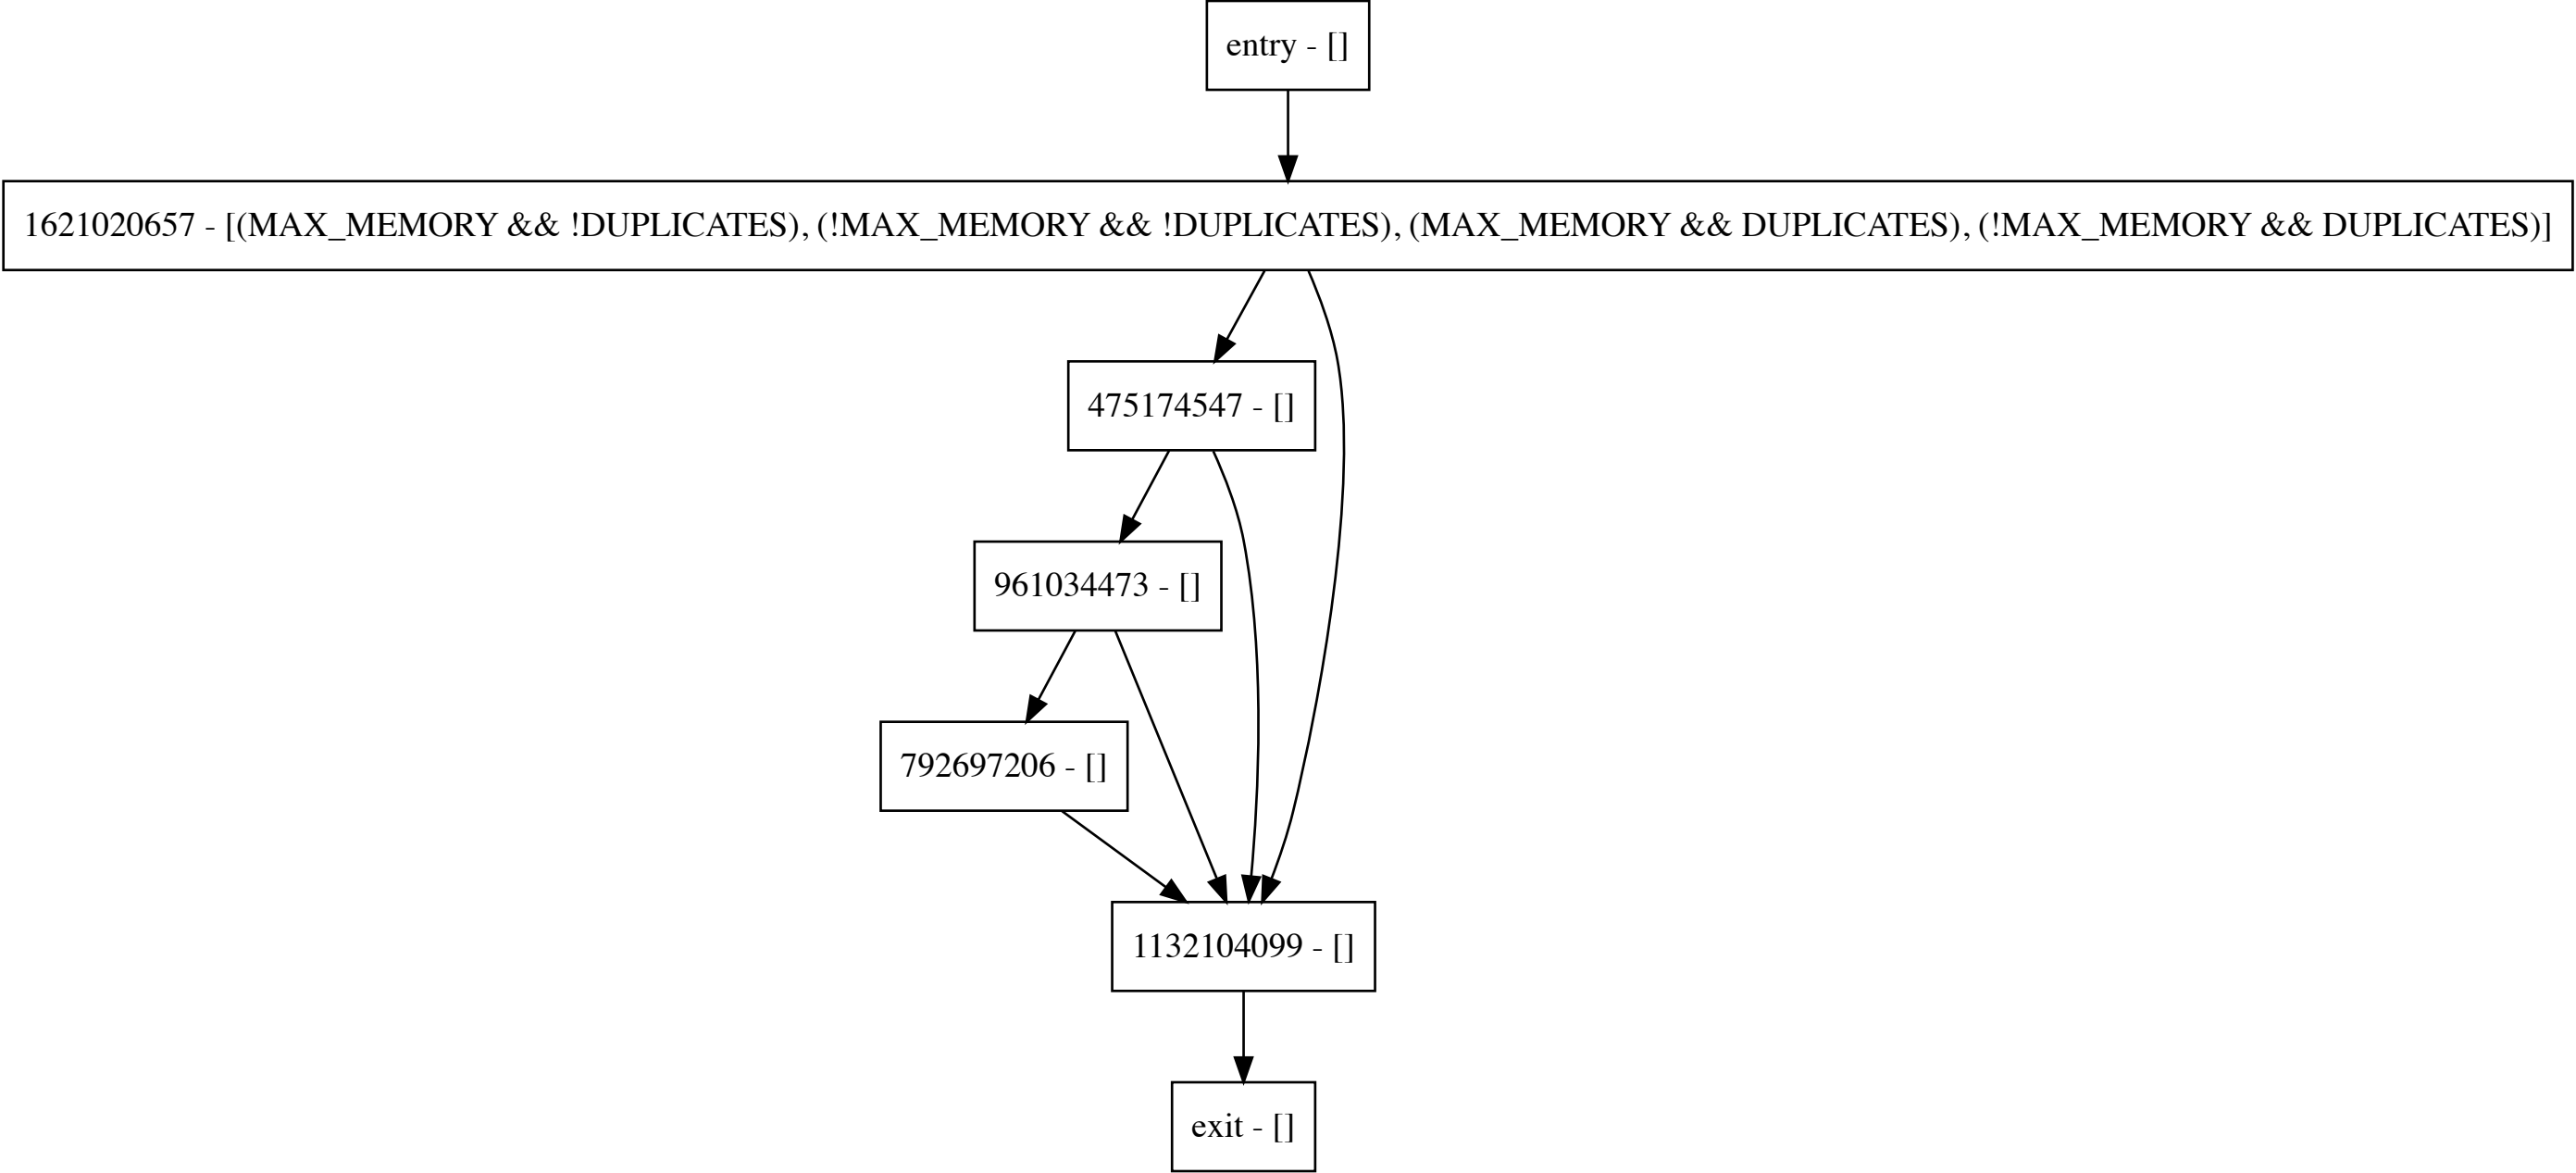 entry - []
1621020657 - [(MAX_MEMORY && !DUPLICATES), (!MAX_MEMORY && !DUPLICATES), (MAX_MEMORY && DUPLICATES), (!MAX_MEMORY && DUPLICATES)]
475174547 - []
961034473 - []
792697206 - []
1132104099 - []
exit - []